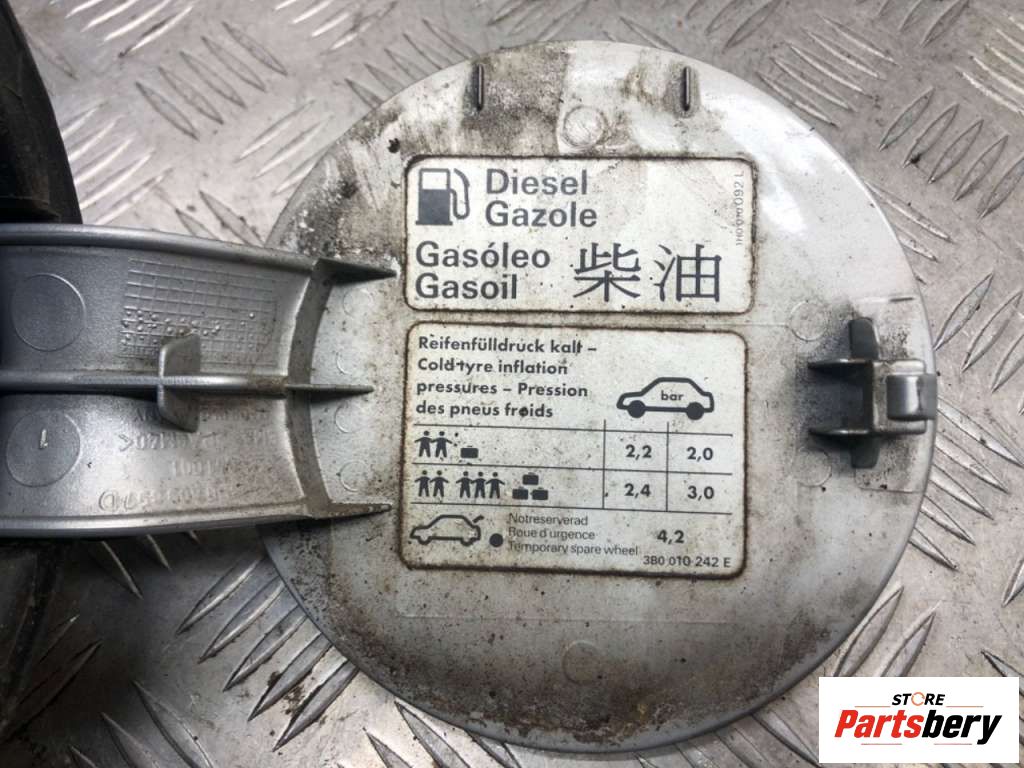 Diesel
Gazole
Gasóleo
Gasoil
柴油
092 L
Reifenfülldruck kalt –
Cold tyre inflation
pressures – Pression
des pneus froids
bar
2,2 2,0
2,4 3,0
Notreserverad
Roue d'urgence 4,2
Temporary spare wheel
3B0 010 242 E
1
STORE
Partsbery